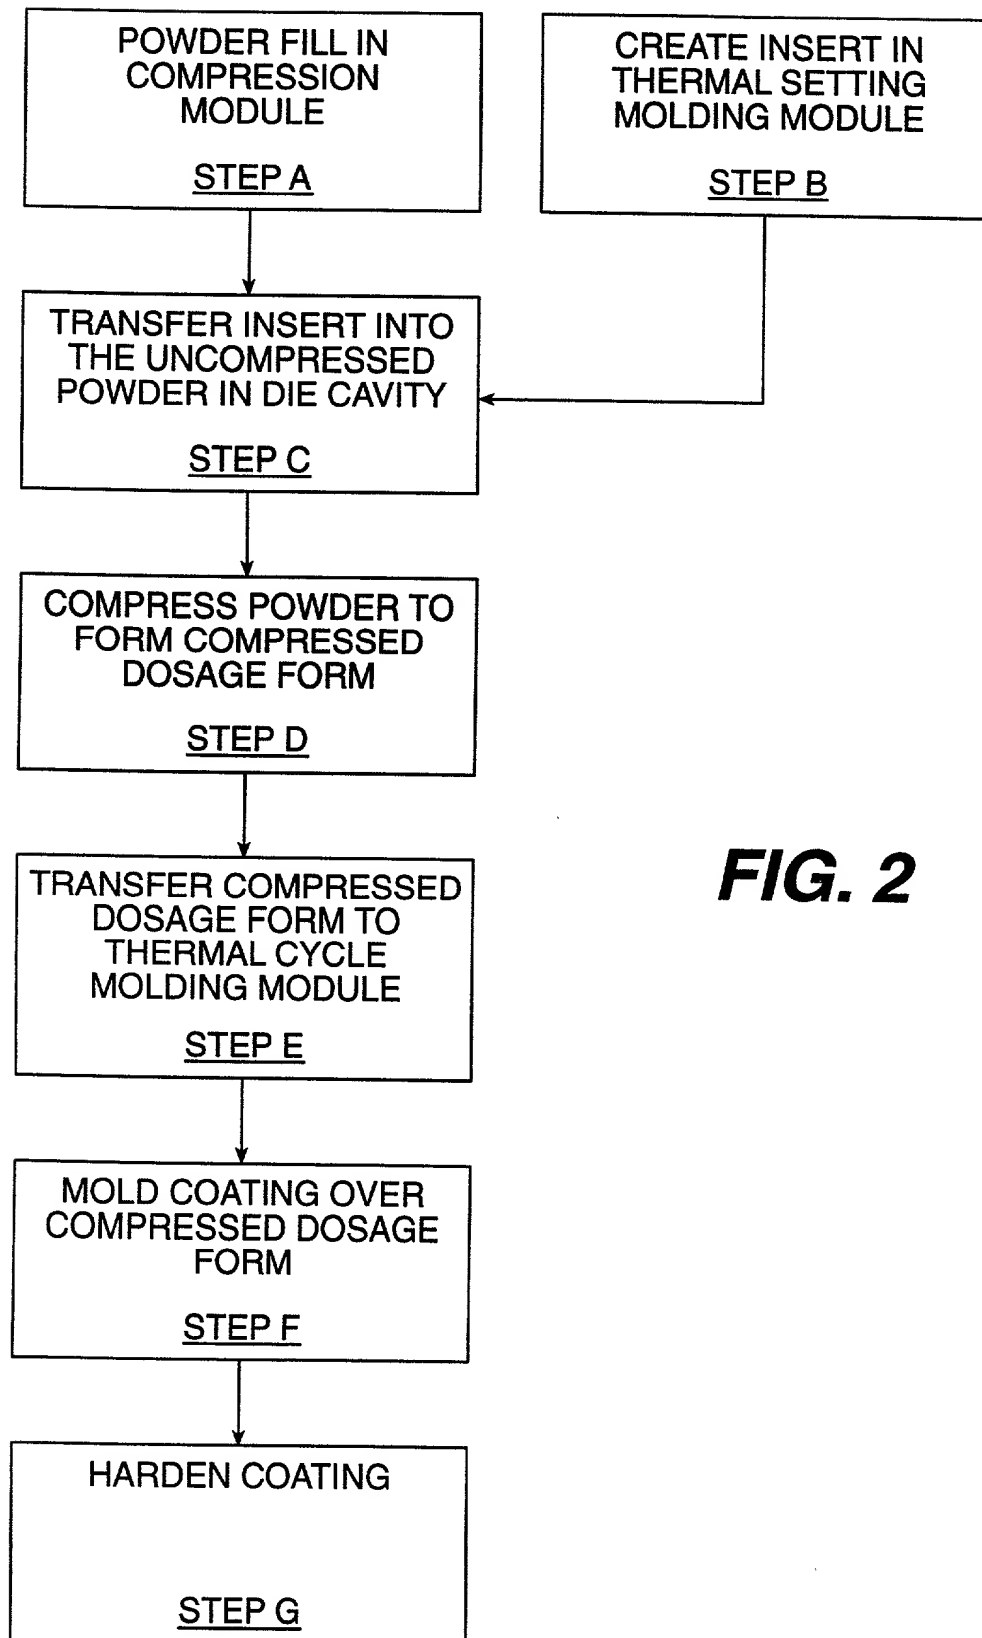 POWDER FILL IN
COMPRESSION
MODULE
STEP A
CREATE INSERT IN
THERMAL SETTING
MOLDING MODULE
STEP B
TRANSFER INSERT INTO
THE UNCOMPRESSED
POWDER IN DIE CAVITY
STEP C
COMPRESS POWDER TO
FORM COMPRESSED
DOSAGE FORM
STEP D
TRANSFER COMPRESSED
DOSAGE FORM TO
THERMAL CYCLE
MOLDING MODULE
STEP E
FIG. 2
MOLD COATING OVER
COMPRESSED DOSAGE
FORM
STEP F
HARDEN COATING
STEP G